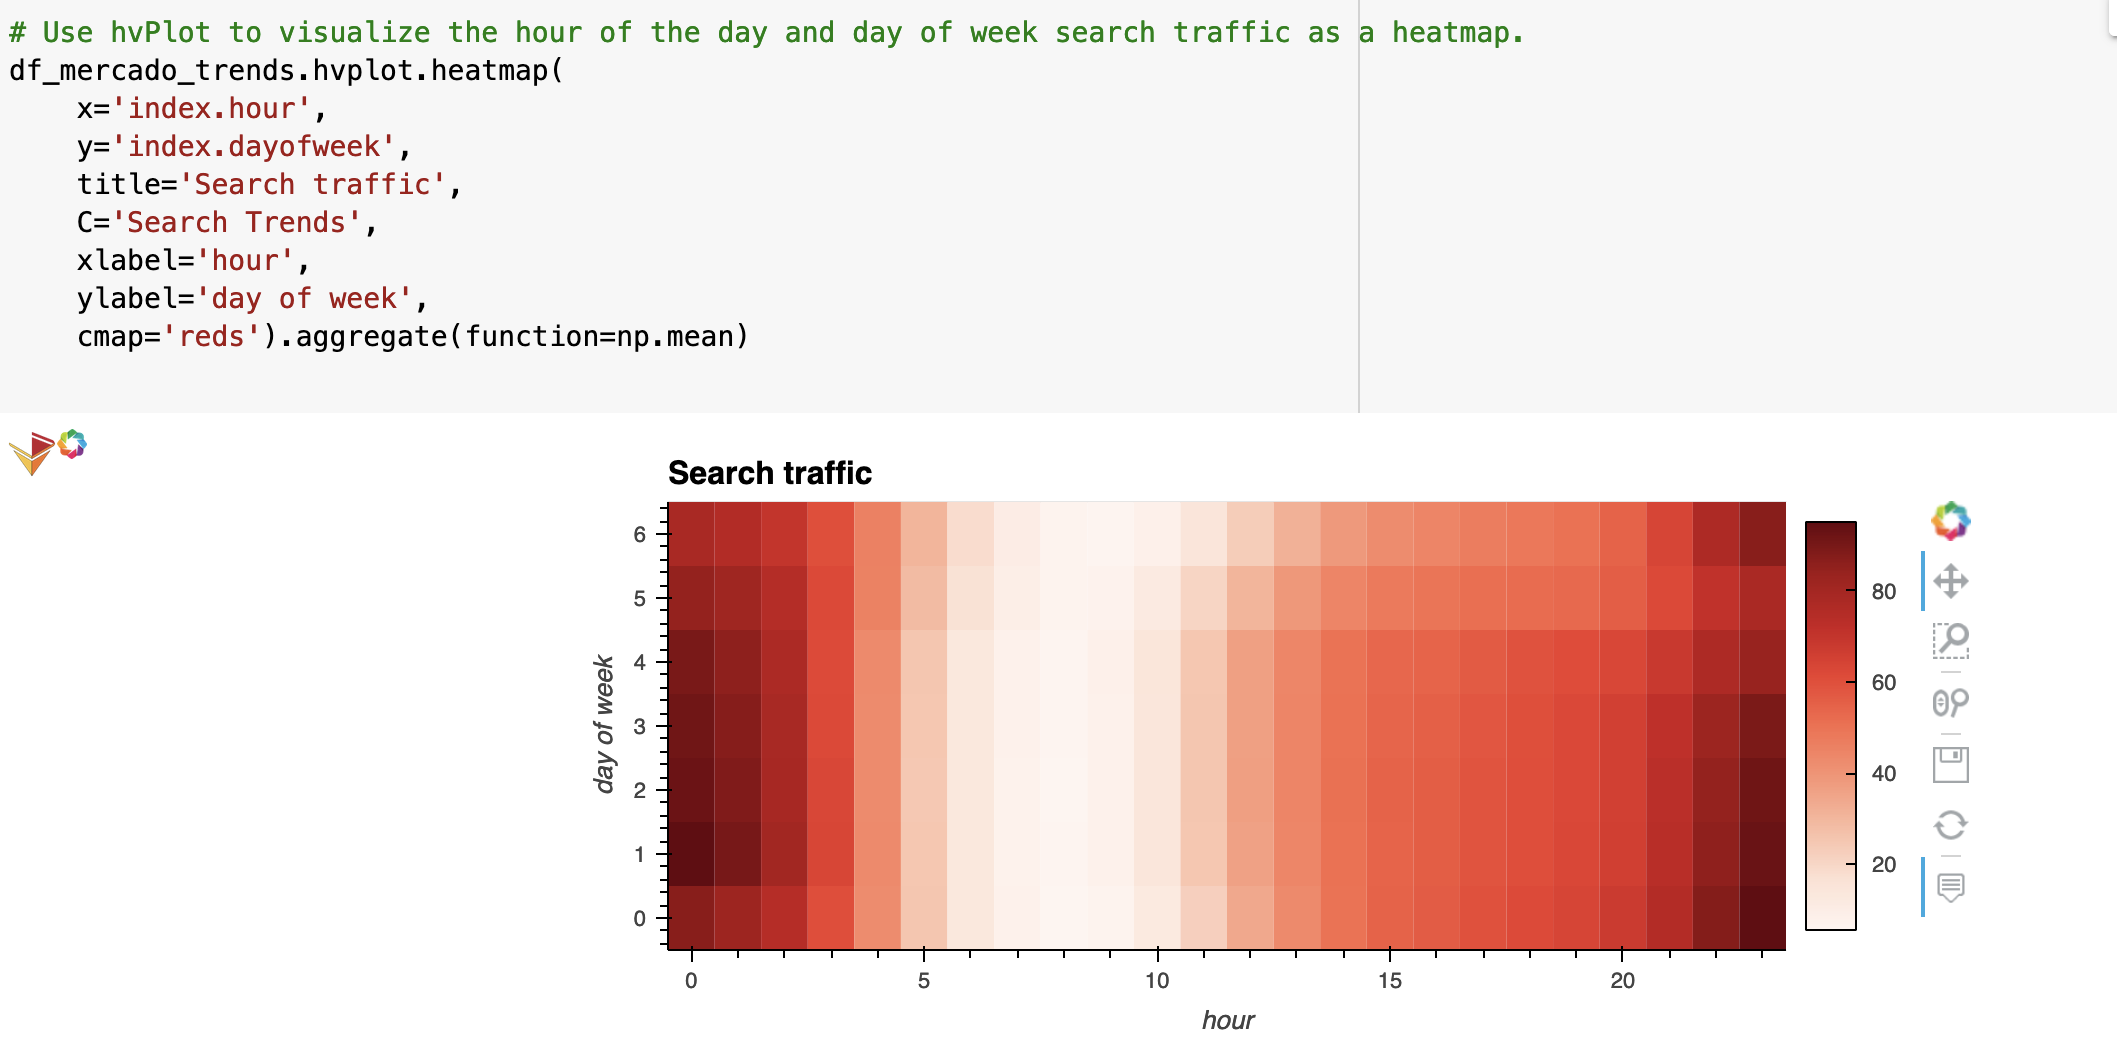 # Use hvPlot to visualize the hour of the day and day of week search traffic as a heatmap.
df_mercado_trends.hvplot.heatmap(
    x='index.hour',
    y='index.dayofweek',
    title='Search traffic',
    C='Search Trends',
    xlabel='hour',
    ylabel='day of week',
    cmap='reds').aggregate(function=np.mean)
Search traffic
6
5
4
3
2
1
0
day of week
0 5 10 15 20
hour
80
60
40
20